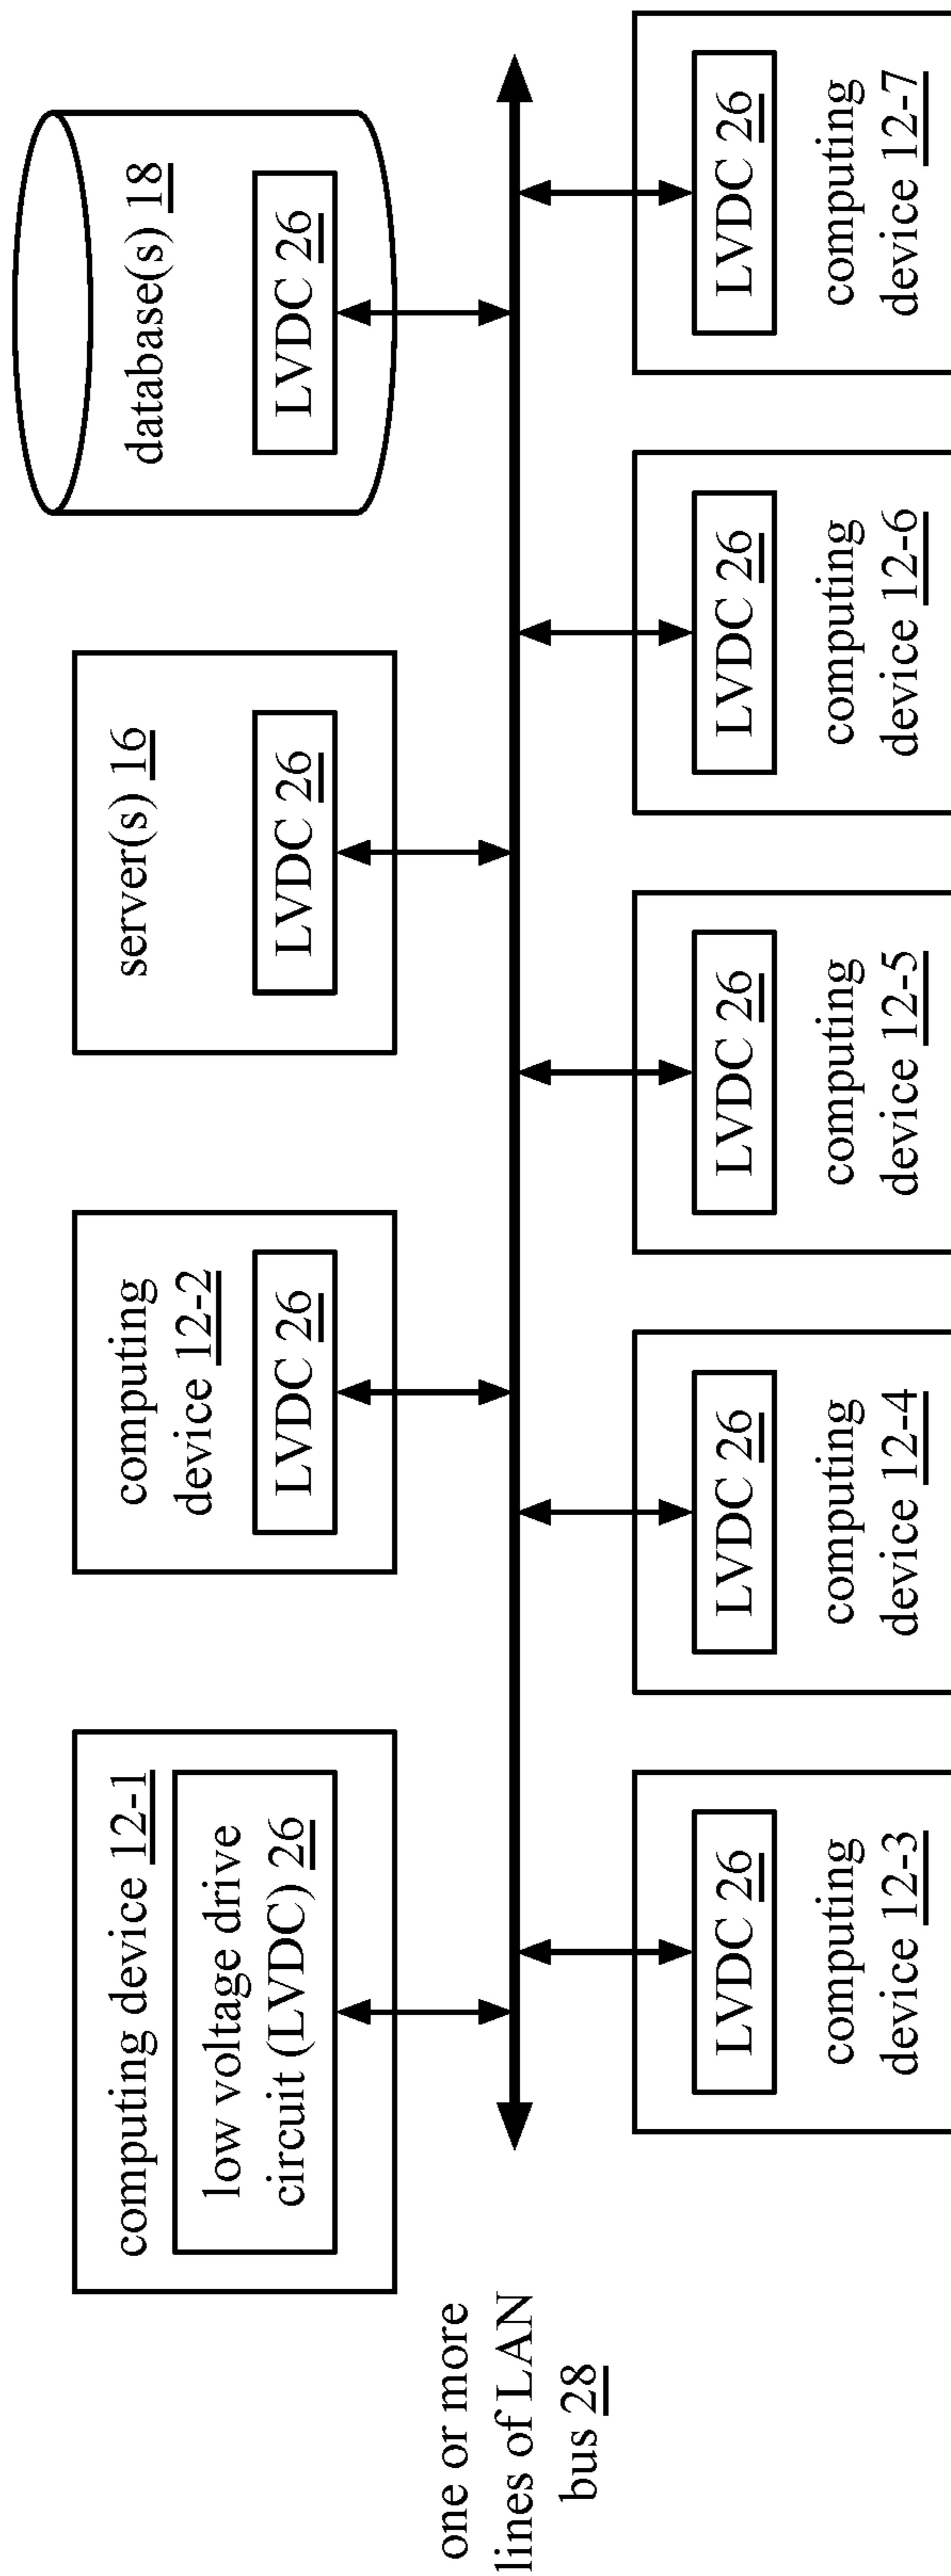 computing device 12-1
low voltage drive
circuit (LVDC) 26
computing
device 12-2
LVDC 26
server(s) 16
LVDC 26
database(s) 18
LVDC 26
one or more
lines of LAN
bus 28
LVDC 26
computing
device 12-3
LVDC 26
computing
device 12-4
LVDC 26
computing
device 12-5
LVDC 26
computing
device 12-6
LVDC 26
computing
device 12-7